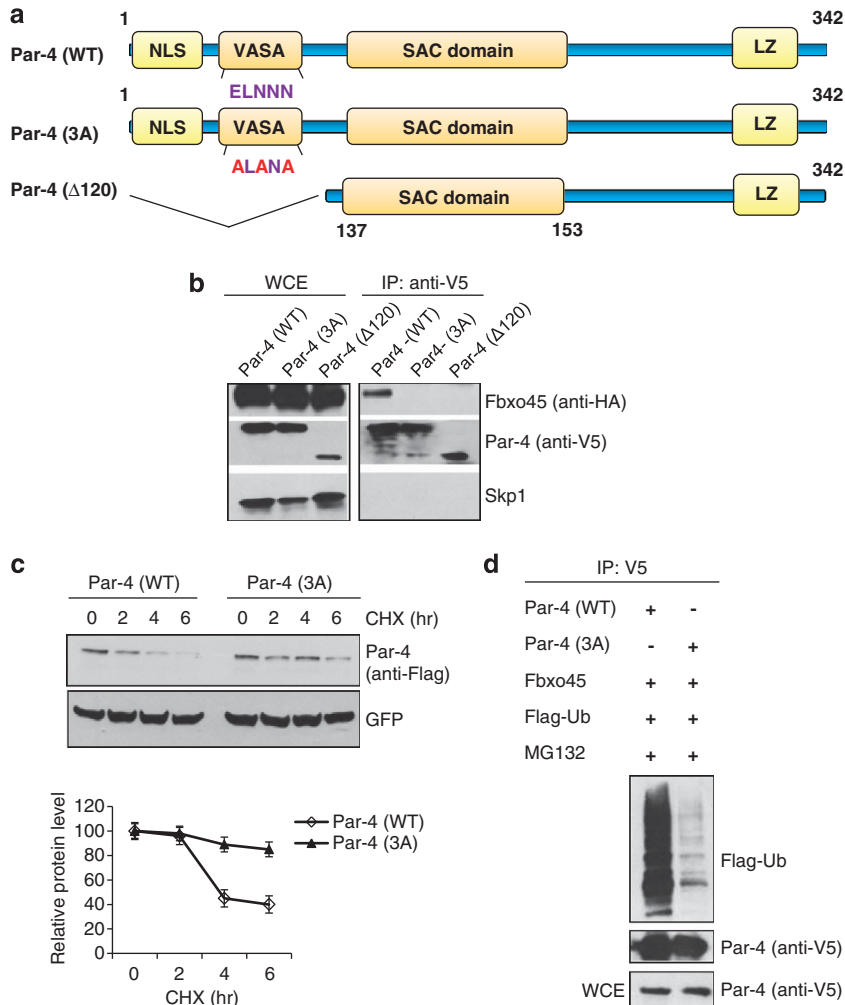 a
1
342
Par-4 (WT)
NLS
VASA
SAC domain
LZ
ELNNN
1
342
Par-4 (3A)
NLS
VASA
SAC domain
LZ
ALANA
Par-4 (Δ120)
342
SAC domain
LZ
137
153
b
WCE
IP: anti-V5
Par-4 (WT)
Par-4 (3A)
Par-4 (Δ120)
Par4 -(WT)
Par4- (3A)
Par-4 (Δ120)
Fbxo45 (anti-HA)
Par-4 (anti-V5)
Skp1
c
Par-4 (WT)
Par-4 (3A)
0 2 4 6 0 2 4 6 CHX (hr)
Par-4
(anti-Flag)
GFP
Relative protein level
120
100
80
60
40
20
0
0 2 4 6
CHX (hr)
Par-4 (WT)
Par-4 (3A)
d
IP: V5
Par-4 (WT) + -
Par-4 (3A) - +
Fbxo45 + +
Flag-Ub + +
MG132 + +
Flag-Ub
Par-4 (anti-V5)
WCE
Par-4 (anti-V5)